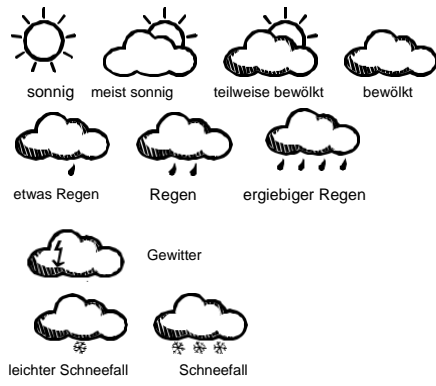 sonnig
meist sonnig
teilweise bewölkt
bewölkt
etwas Regen
Regen
ergiebiger Regen
Gewitter
leichter Schneefall
Schneefall